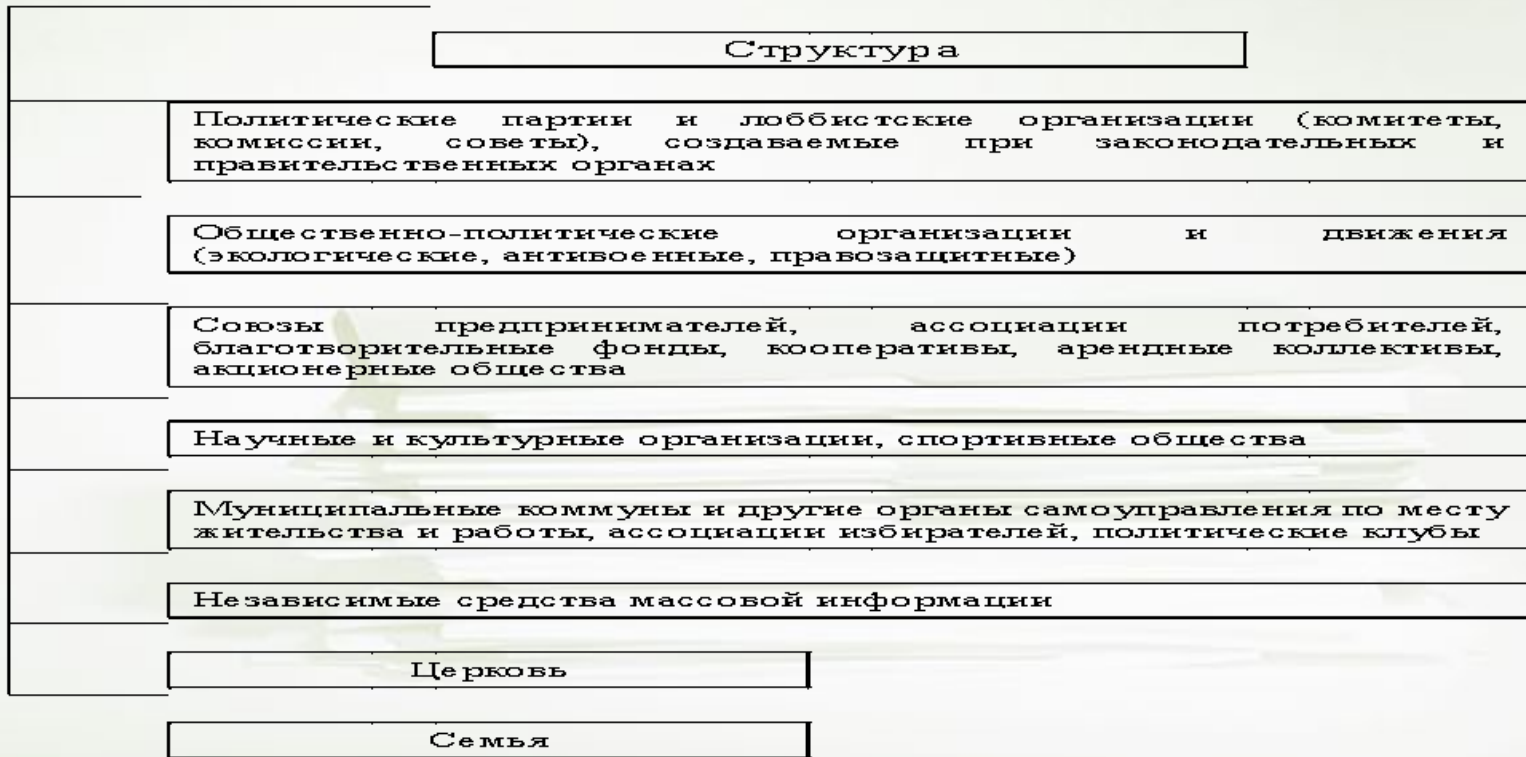 Структура
Политические партии и лоббистские организации (комитеты,
комиссии, советы), создаваемые при законодательных и
правительственных органах
Общественно-политические организации и движения
(экологические, антивоенные, правозащитные)
Союзы предпринимателей, ассоциации потребителей,
благотворительные фонды, кооперативы, арендные коллективы,
акционерные общества
Научные и культурные организации, спортивные общества
Муниципальные коммуны и другие органы самоуправления по месту
жительства и работы, ассоциации избирателей, политические клубы
Независимые средства массовой информации
Церковь
Семья